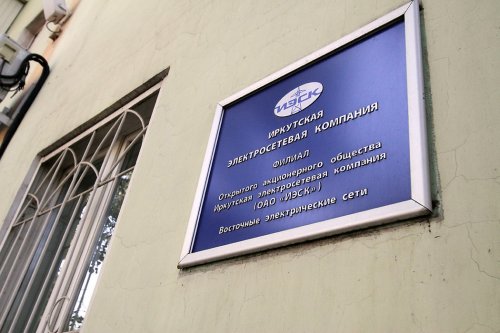 ИЭСК
ИРКУТСКАЯ
ЭЛЕКТРОСЕТЕВАЯ КОМПАНИЯ
ФИЛИАЛ
Открытого акционерного общества
Иркутская электросетевая компания
(ОАО «ИЭСК»)
Восточные электрические сети